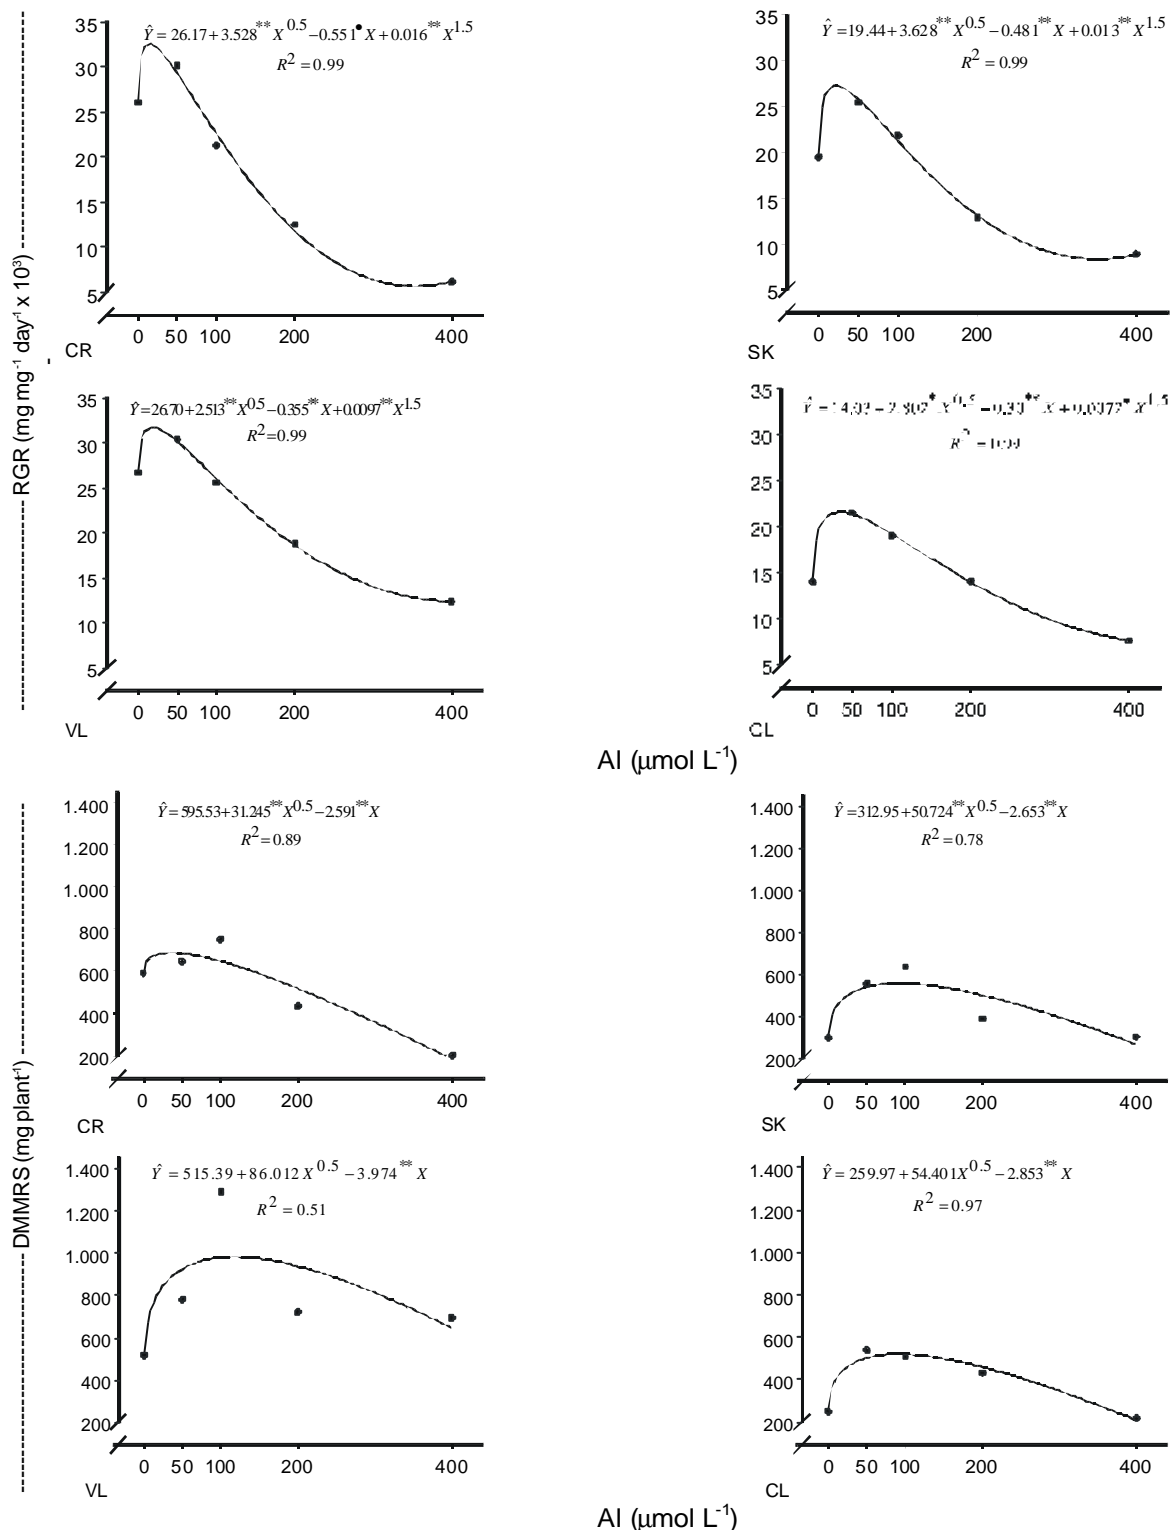 RGR (mg mg⁻¹ day⁻¹ x 10³)
Ŷ = 26.17+3.528** X^0.5 −0.551• X+0.016** X^1.5
R² = 0.99
35
30
25
20
15
10
5
0 50 100 200 400
CR
Ŷ=19.44+3.628** X^0.5 −0.481** X+0.013** X^1.5
R² = 0.99
35
30
25
20
15
10
5
0 50 100 200 400
SK
Ŷ=26.70+2.513** X^0.5 −0.355** X+0.0097** X^1.5
R²=0.99
35
30
25
20
15
10
5
0 50 100 200 400
VL
35
30
25
20
15
10
5
0 50 100 200 400
CL
Al (µmol L⁻¹)
DMMRS (mg plant⁻¹)
Ŷ=595.53+31.245** X^0.5 −2.591** X
R²=0.89
1.400
1.200
1.000
800
600
400
200
0 50 100 200 400
CR
Ŷ=312.95+50.724** X^0.5 −2.653** X
R²=0.78
1.400
1.200
1.000
800
600
400
200
0 50 100 200 400
SK
Ŷ = 515.39+86.012 X^0.5 −3.974** X
R² = 0.51
1.400
1.200
1.000
800
600
400
200
0 50 100 200 400
VL
Ŷ = 259.97+54.401X^0.5 −2.853** X
R² = 0.97
1.400
1.200
1.000
800
600
400
200
0 50 100 200 400
CL
Al (µmol L⁻¹)